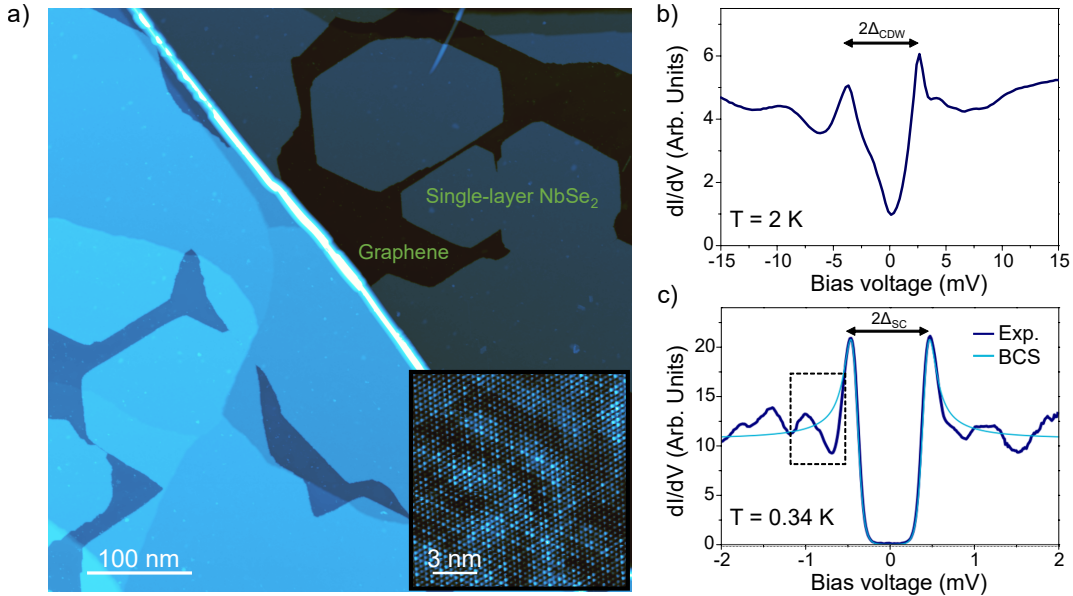 a)
Single-layer NbSe₂
Graphene
100 nm
3 nm
b)
2Δ_CDW
dI/dV (Arb. Units)
6
4
2
0
T = 2 K
-15 -10 -5 0 5 10 15
Bias voltage (mV)
c)
2Δ_SC
Exp.
BCS
dI/dV (Arb. Units)
20
15
10
5
0
T = 0.34 K
-2 -1 0 1 2
Bias voltage (mV)